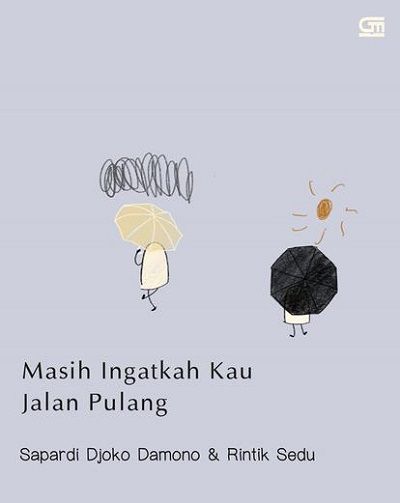 Masih Ingatkah Kau
Jalan Pulang
Sapardi Djoko Damono & Rintik Sedu